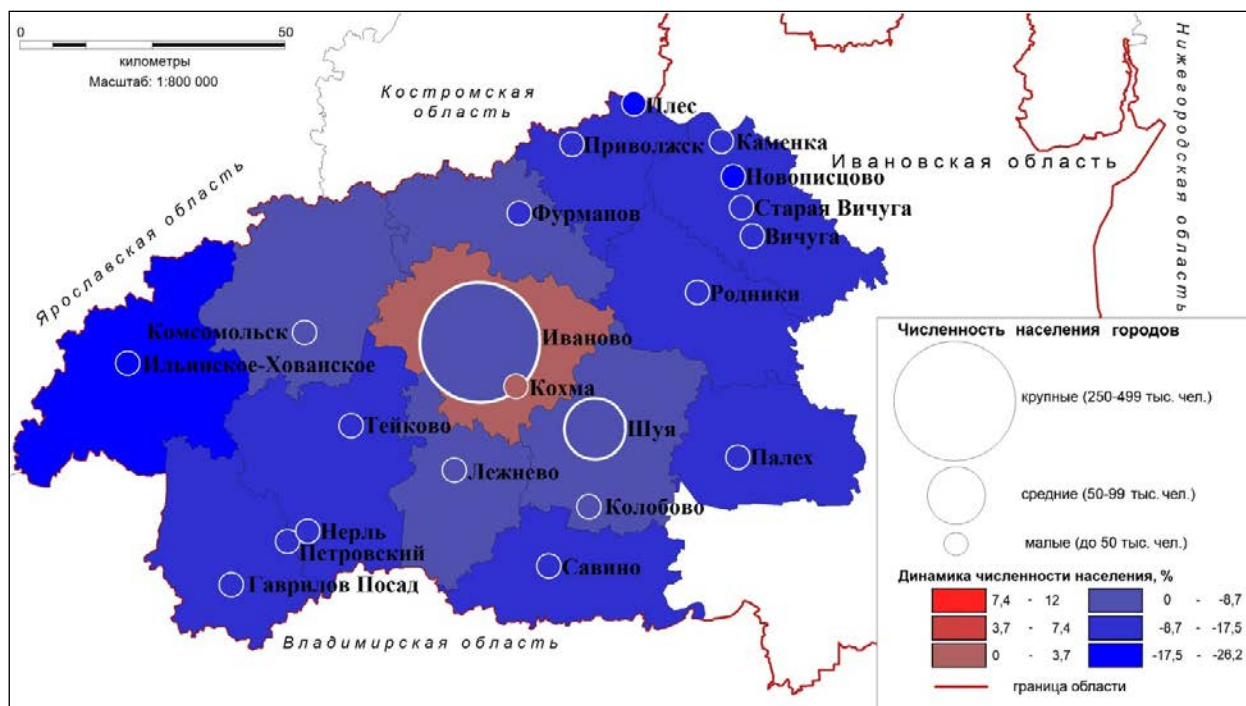 0 50
километры
Масштаб: 1:800 000
Костромская
область
Ярославская область
Нижегородская область
Ивановская область
Владимирская область
Плес
Приволжск
Каменка
Новописцово
Старая Вичуга
Вичуга
Фурманов
Родники
Комсомольск
Иваново
Ильинское-Хованское
Кохма
Тейково
Шуя
Лежнево
Палех
Колобово
Нерль
Петровский
Савино
Гаврилов Посад
Численность населения городов
крупные (250-499 тыс. чел.)
средние (50-99 тыс. чел.)
малые (до 50 тыс. чел.)
Динамика численности населения, %
7,4 - 12 0 - -8,7
3,7 - 7,4 -8,7 - -17,5
0 - 3,7 -17,5 - -26,2
граница области